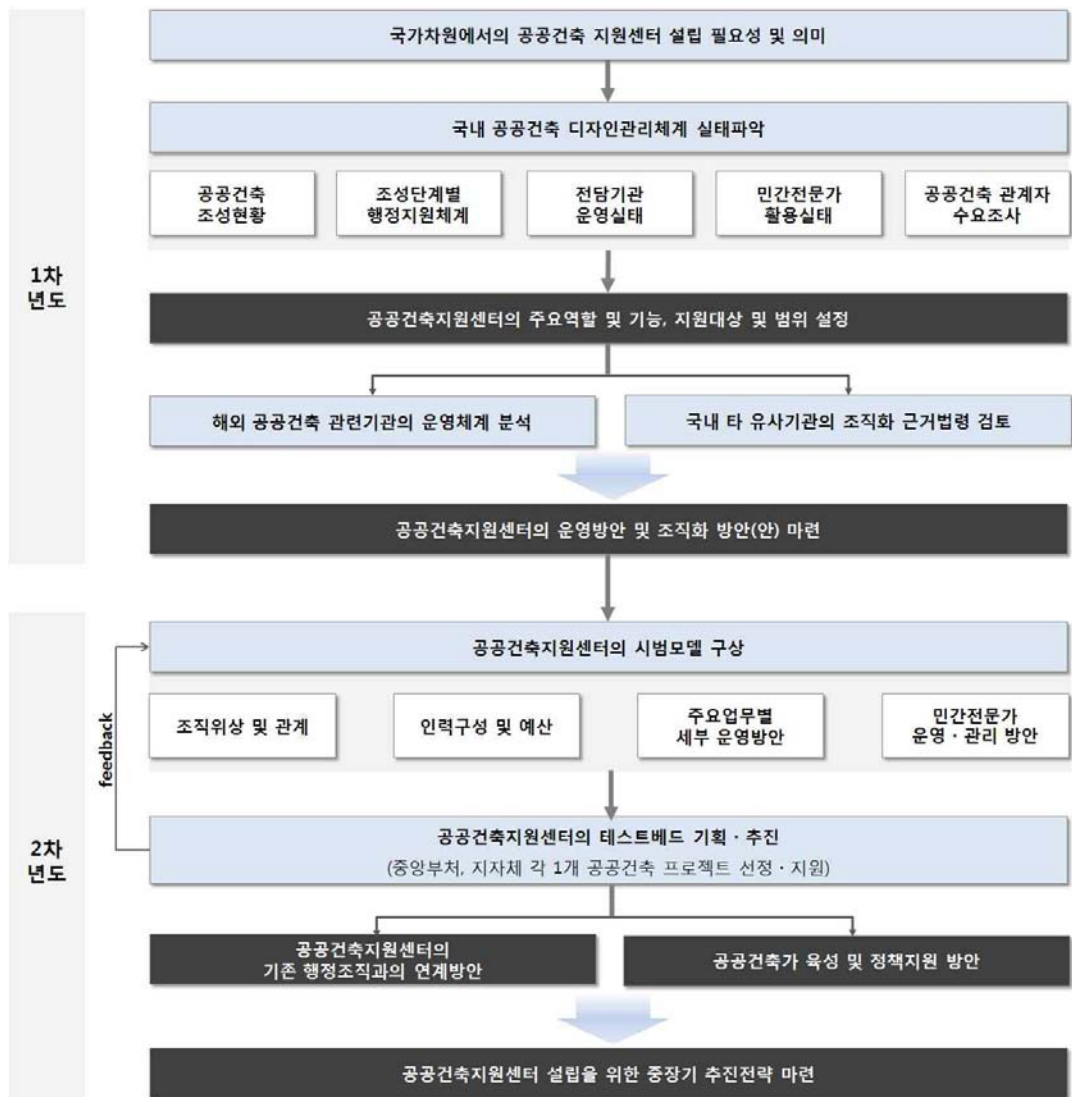 1차
년도
국가차원에서의 공공건축 지원센터 설립 필요성 및 의미
국내 공공건축 디자인관리체계 실태파악
공공건축
조성현황
조성단계별
행정지원체계
전담기관
운영실태
민간전문가
활용실태
공공건축 관계자
수요조사
공공건축지원센터의 주요역할 및 기능, 지원대상 및 범위 설정
해외 공공건축 관련기관의 운영체계 분석
국내 타 유사기관의 조직화 근거법령 검토
공공건축지원센터의 운영방안 및 조직화 방안(안) 마련
2차
년도
feedback
공공건축지원센터의 시범모델 구상
조직위상 및 관계
인력구성 및 예산
주요업무별
세부 운영방안
민간전문가
운영·관리 방안
공공건축지원센터의 테스트베드 기획·추진
(중앙부처, 지자체 각 1개 공공건축 프로젝트 선정·지원)
공공건축지원센터의
기존 행정조직과의 연계방안
공공건축가 육성 및 정책지원 방안
공공건축지원센터 설립을 위한 중장기 추진전략 마련